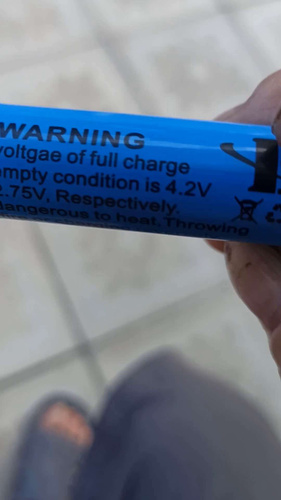 WARNING
voltgae of full charge
empty condition is 4.2V
2.75V, Respectively.
dangerous to heat, Throwing